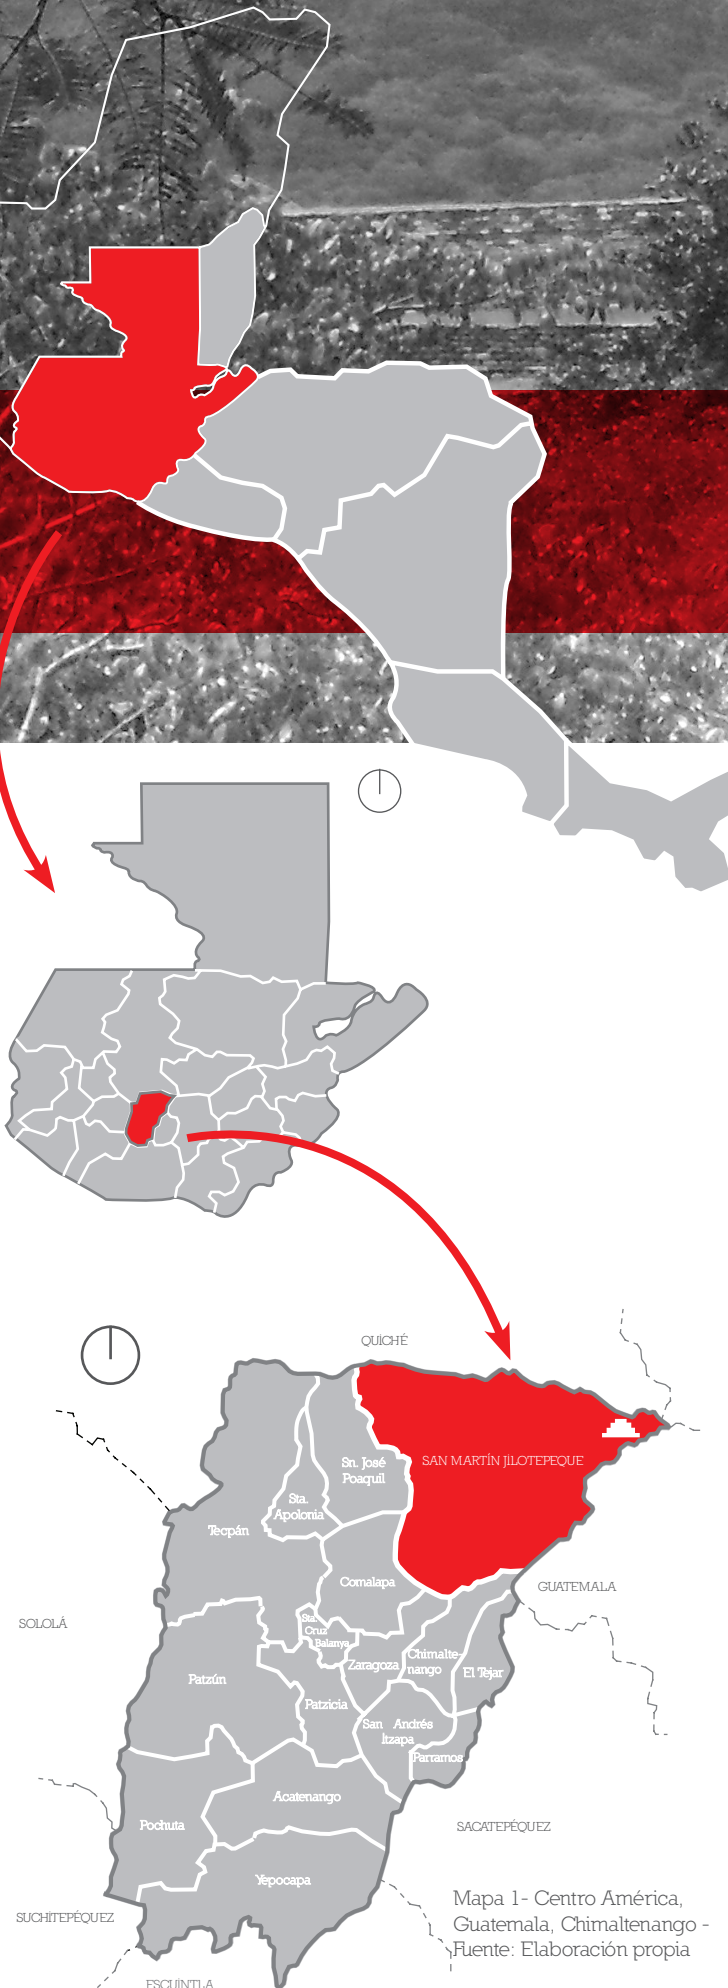 QUICHÉ
SAN MARTÍN JILOTEPEQUE
Sn. José
Poaquil
Sta.
Apolonia
Tecpán
Comalapa
GUATEMALA
SOLOLÁ
Sta.
Cruz
Balanya
Zaragoza
Chimalte-
nango
El Tejar
Patzún
Patzicia
San Andrés
Itzapa
Parramos
Acatenango
Pochuta
SACATEPÉQUEZ
Yepocapa
SUCHITEPÉQUEZ
ESCUINTLA
Mapa 1- Centro América,
Guatemala, Chimaltenango -
Fuente: Elaboración propia